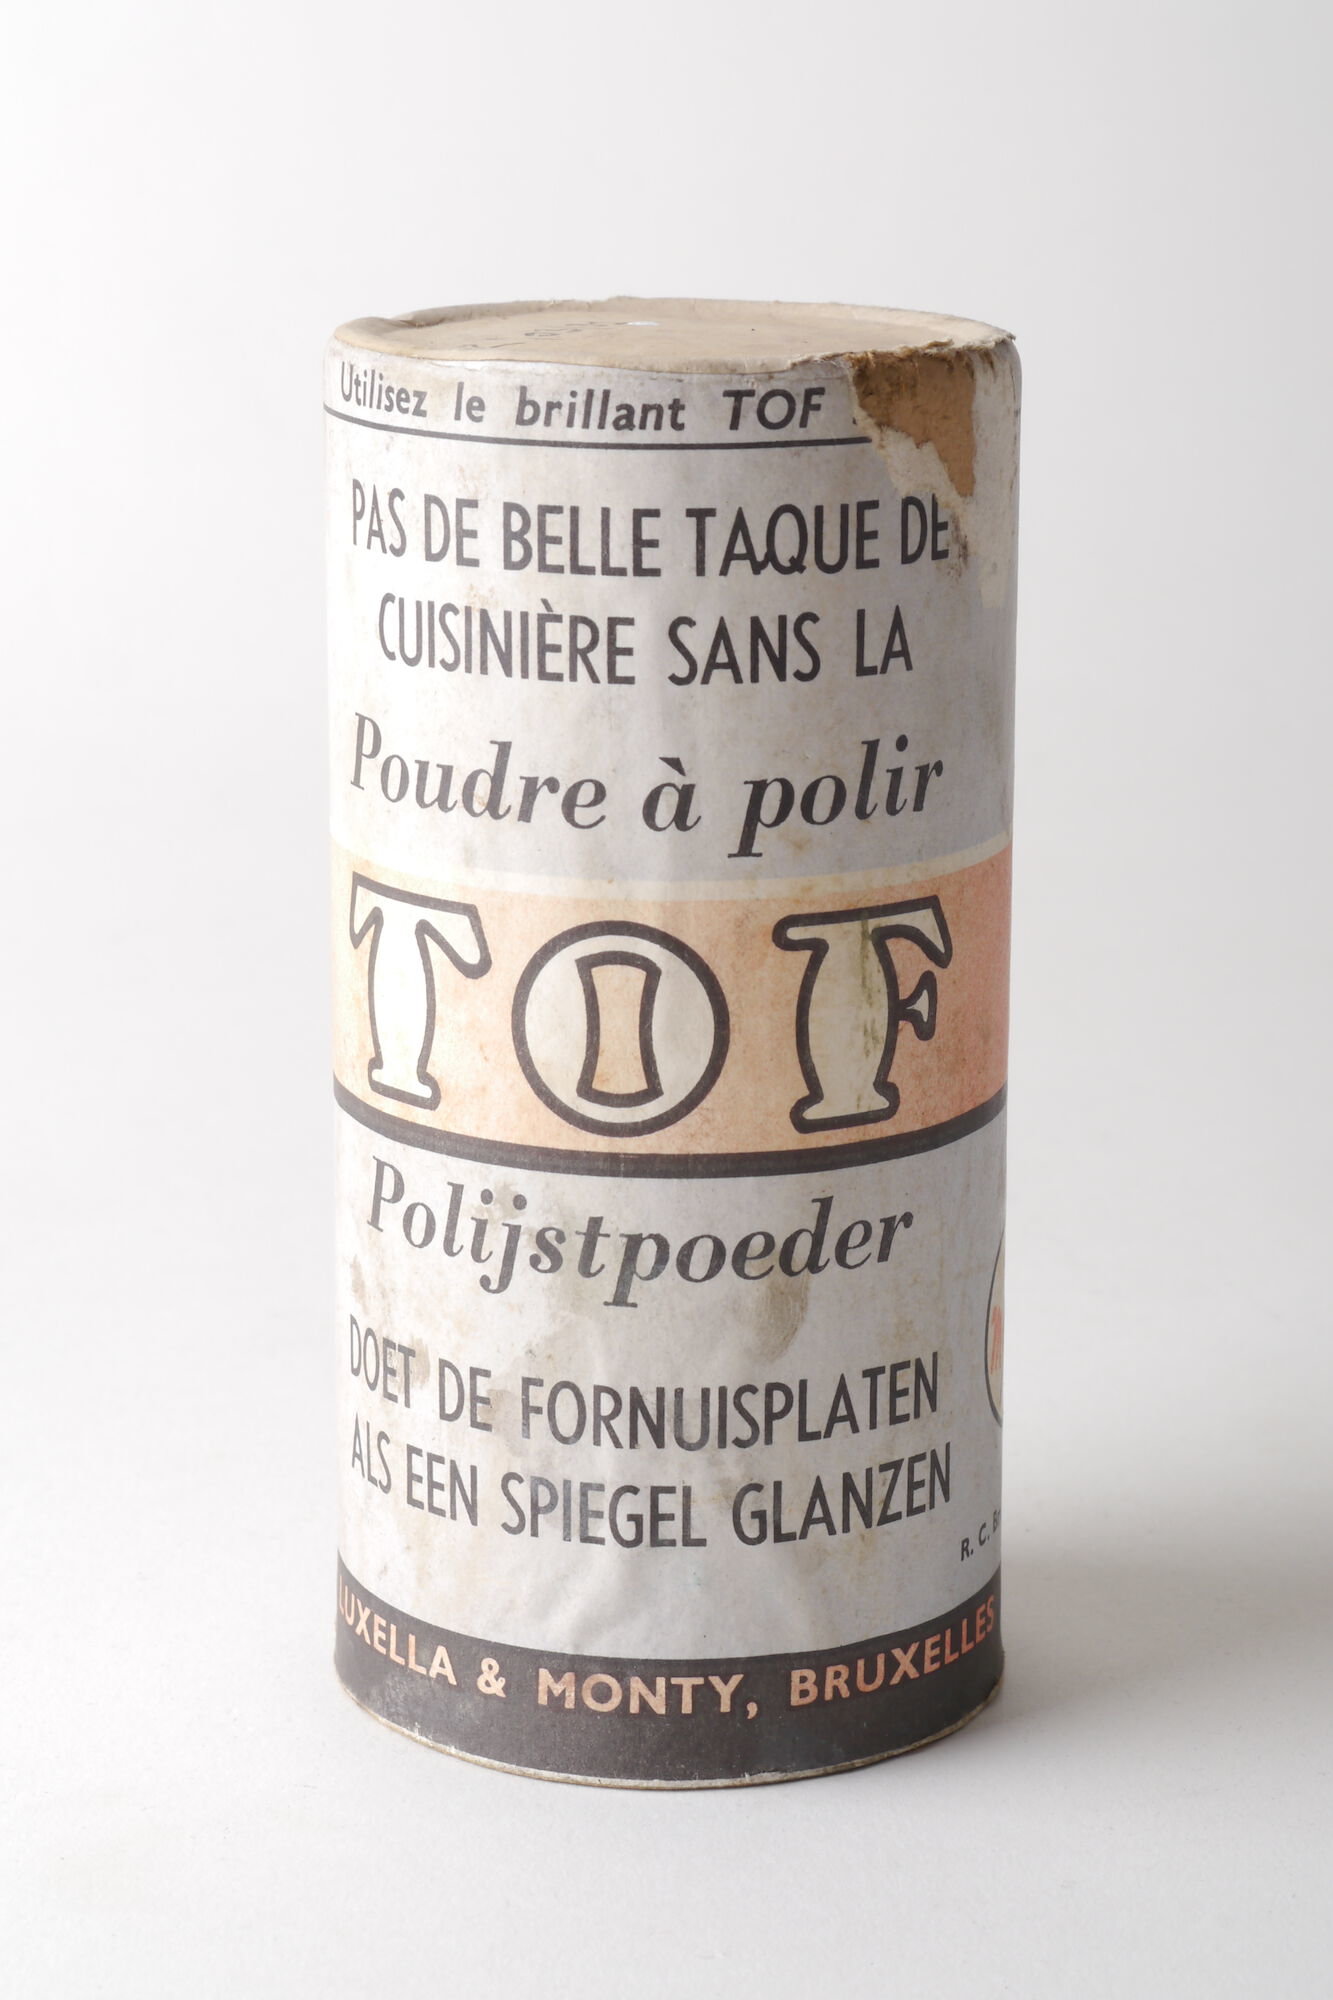 Utilisez le brillant TOF
PAS DE BELLE TAQUE DE
CUISINIÈRE SANS LA
Poudre à polir
TOF
Polijstpoeder
DOET DE FORNUISPLATEN
ALS EEN SPIEGEL GLANZEN
R. C.
LUXELLA & MONTY, BRUXELLES